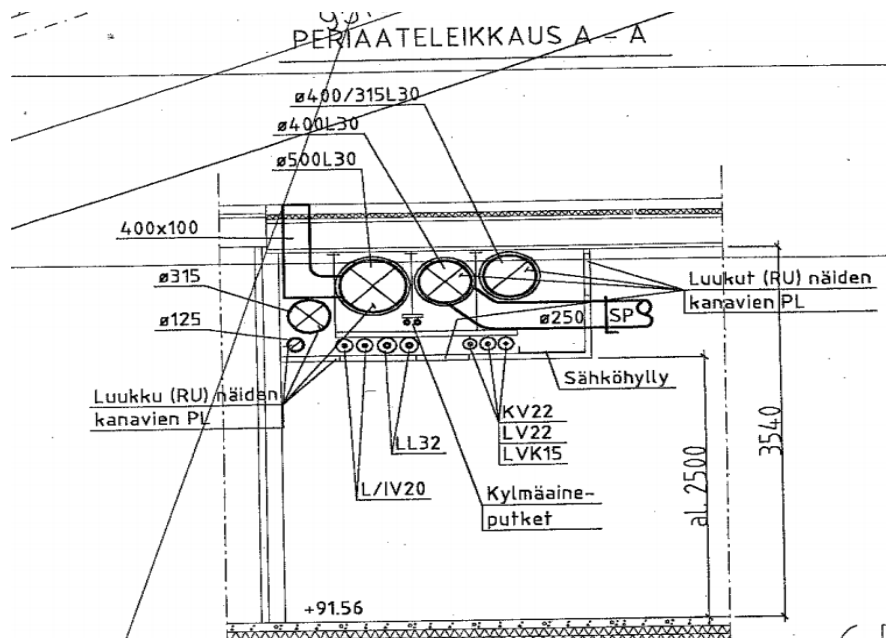 PERIAATELEIKKAUS A - A
ø400/315L30
ø400L30
ø500L30
400x100
ø315
ø125
Luukut (RU) näiden
kanavien PL
ø250
SP
Luukku (RU) näiden
kanavien PL
Sähköhylly
KV22
LV22
LVK15
LL32
L/IV20
Kylmäaine-
putket
al. 2500
3540
+91.56